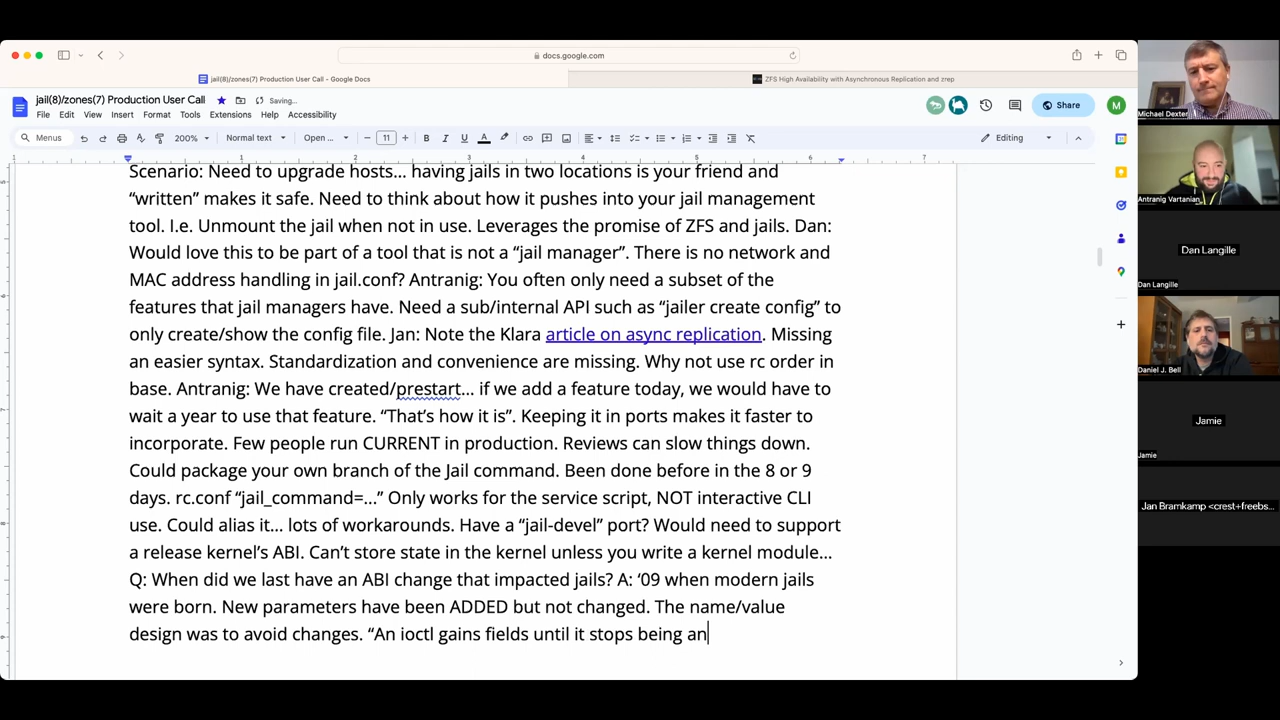 docs.google.com
jail(8)/zones(7) Production User Call - Google Docs
ZFS High Availability with Asynchronous Replication and zrep
jail(8)/zones(7) Production User Call
Saving...
File Edit View Insert Format Tools Extensions Help Accessibility
Share
M
Menus
200%
Normal text
Open ...
11
B I U A
Editing
1 1 2 3 4 5 6 7
Scenario: Need to upgrade hosts… having jails in two locations is your friend and
“written” makes it safe. Need to think about how it pushes into your jail management
tool. I.e. Unmount the jail when not in use. Leverages the promise of ZFS and jails. Dan:
Would love this to be part of a tool that is not a “jail manager”. There is no network and
MAC address handling in jail.conf? Antranig: You often only need a subset of the
features that jail managers have. Need a sub/internal API such as “jailer create config” to
only create/show the config file. Jan: Note the Klara article on async replication. Missing
an easier syntax. Standardization and convenience are missing. Why not use rc order in
base. Antranig: We have created/prestart… if we add a feature today, we would have to
wait a year to use that feature. “That’s how it is”. Keeping it in ports makes it faster to
incorporate. Few people run CURRENT in production. Reviews can slow things down.
Could package your own branch of the jail command. Been done before in the 8 or 9
days. rc.conf “jail_command=...” Only works for the service script, NOT interactive CLI
use. Could alias it… lots of workarounds. Have a “jail-devel” port? Would need to support
a release kernel’s ABI. Can’t store state in the kernel unless you write a kernel module…
Q: When did we last have an ABI change that impacted jails? A: ‘09 when modern jails
were born. New parameters have been ADDED but not changed. The name/value
design was to avoid changes. “An ioctl gains fields until it stops being an
Michael Dexter
Antranig Vartanian
Dan Langille
Dan Langille
Daniel J. Bell
Jamie
Jamie
Jan Bramkamp <crest+freebs...